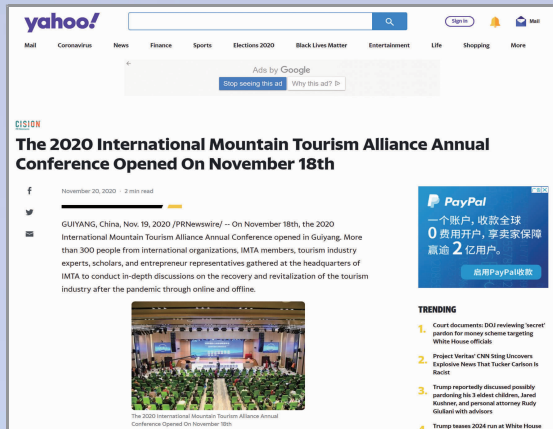 yahoo!
Sign in
Mail
Mail Coronavirus News Finance Sports Elections 2020 Black Lives Matter Entertainment Life Shopping More
Ads by Google
Stop seeing this ad Why this ad?
CISION
The 2020 International Mountain Tourism Alliance Annual
Conference Opened On November 18th
November 20, 2020 · 2 min read
GUIYANG, China, Nov. 19, 2020 /PRNewswire/ -- On November 18th, the 2020
International Mountain Tourism Alliance Annual Conference opened in Guiyang. More
than 300 people from international organizations, IMTA members, tourism industry
experts, scholars, and entrepreneur representatives gathered at the headquarters of
IMTA to conduct in-depth discussions on the recovery and revitalization of the tourism
industry after the pandemic through online and offline.
The 2020 International Mountain Tourism Alliance Annual
Conference Opened On November 18th
PayPal
一个账户，收款全球
0 费用开户，享卖家保障
赢逾 2 亿用户。
启用PayPal收款
TRENDING
1. Court documents: DOJ reviewing 'secret'
pardon for money scheme targeting
White House officials
2. Project Veritas' CNN Sting Uncovers
Explosive News That Tucker Carlson Is
Racist
3. Trump reportedly discussed possibly
pardoning his 3 eldest children, Jared
Kushner, and personal attorney Rudy
Giuliani with advisors
Trump teases 2024 run at White House